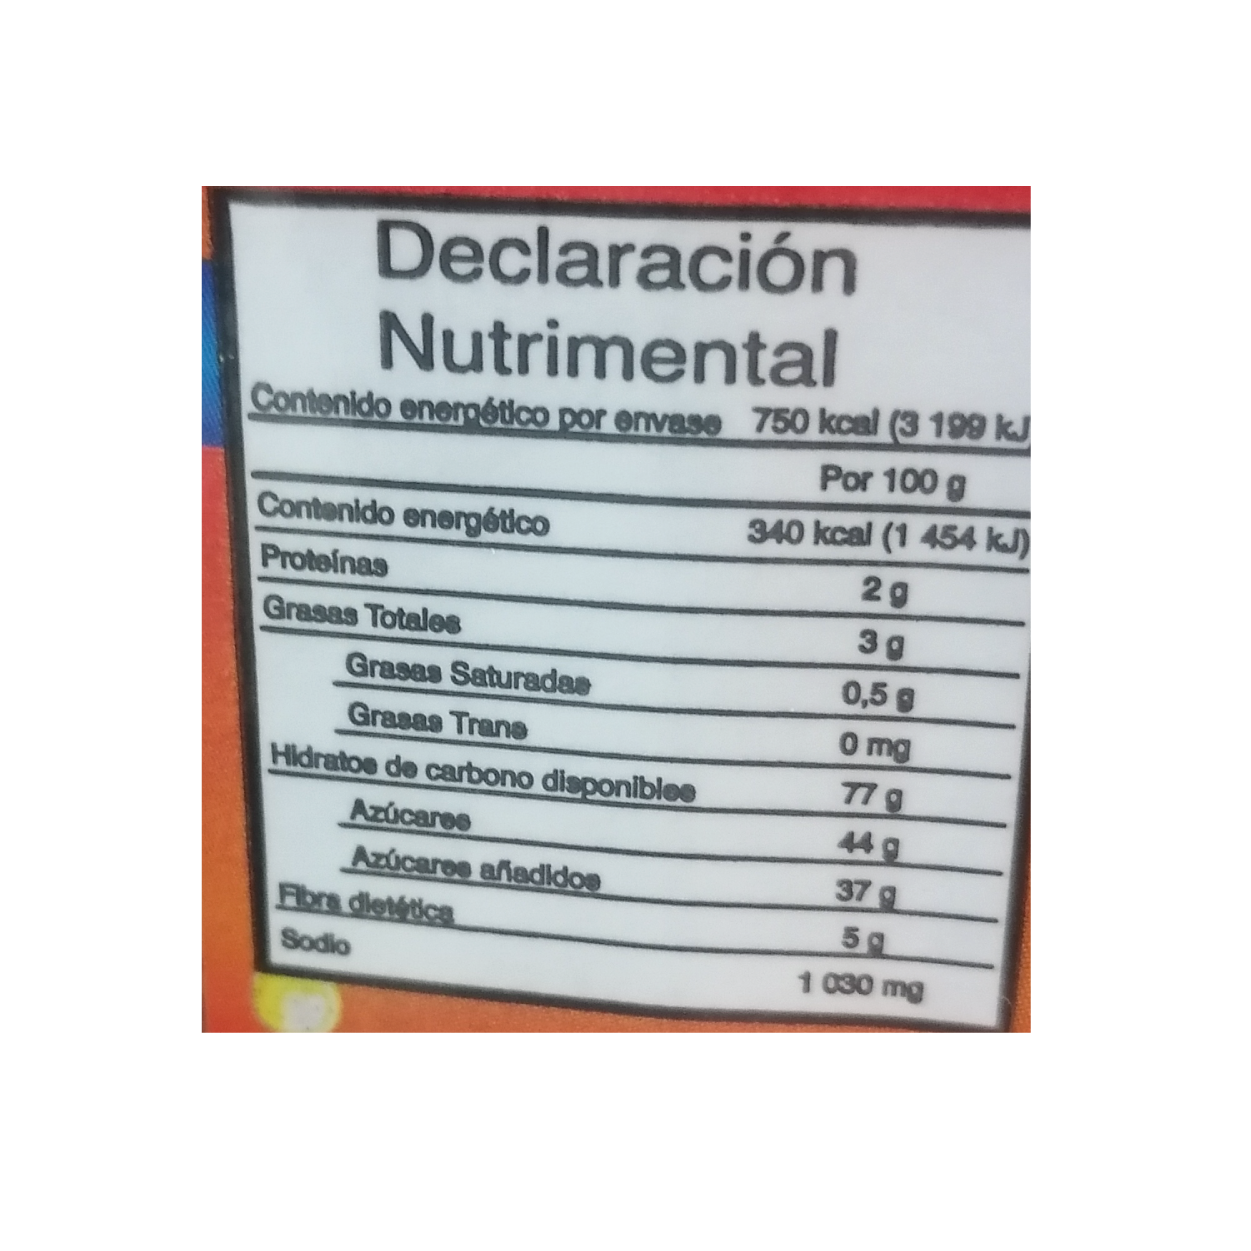 Declaración
Nutrimental
Contenido energético por envase 750 kcal (3 199 kJ
Por 100 g
Contenido energético 340 kcal (1 454 kJ)
Proteínas 2 g
Grasas Totales 3 g
Grasas Saturadas 0,5 g
Grasas Trans 0 mg
Hidratos de carbono disponibles 77 g
Azúcares 44 g
Azúcares añadidos 37 g
Fibra dietética 5 g
Sodio 1 030 mg